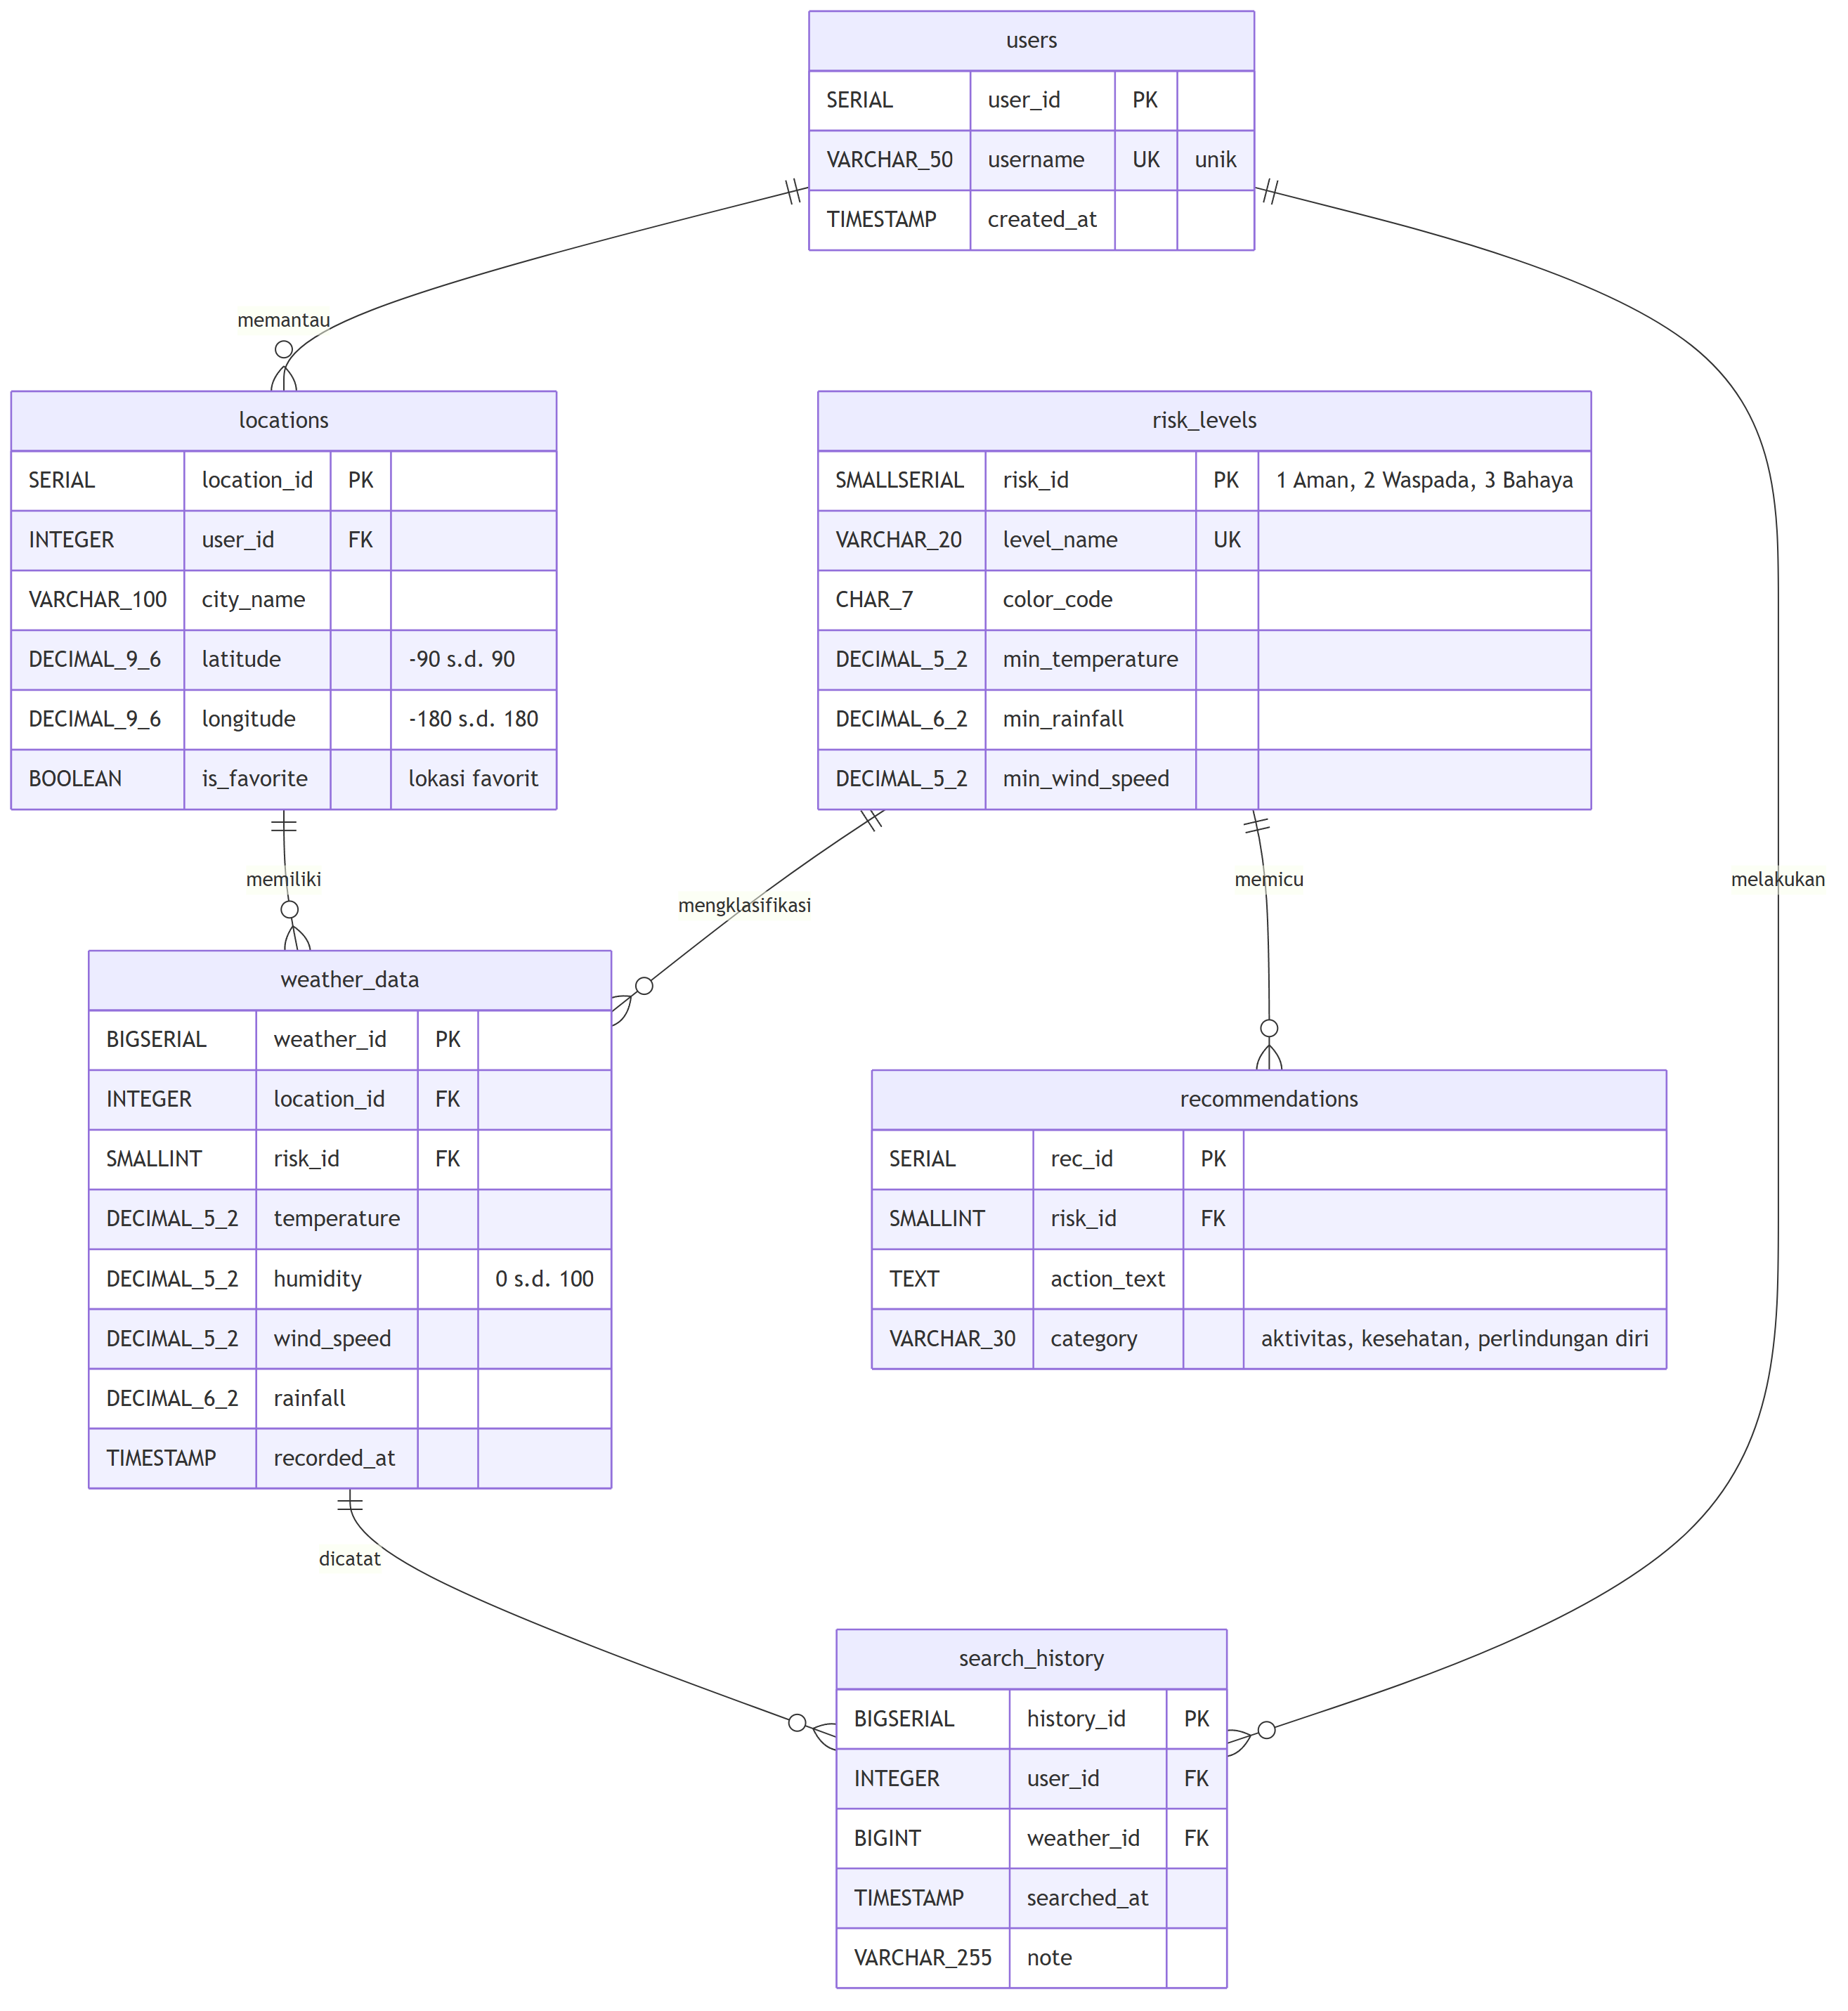 users
SERIAL user_id PK
VARCHAR_50 username UK unik
TIMESTAMP created_at
memantau
locations
SERIAL location_id PK
INTEGER user_id FK
VARCHAR_100 city_name
DECIMAL_9_6 latitude -90 s.d. 90
DECIMAL_9_6 longitude -180 s.d. 180
BOOLEAN is_favorite lokasi favorit
risk_levels
SMALLSERIAL risk_id PK 1 Aman, 2 Waspada, 3 Bahaya
VARCHAR_20 level_name UK
CHAR_7 color_code
DECIMAL_5_2 min_temperature
DECIMAL_6_2 min_rainfall
DECIMAL_5_2 min_wind_speed
memiliki
mengklasifikasi
memicu
melakukan
weather_data
BIGSERIAL weather_id PK
INTEGER location_id FK
SMALLINT risk_id FK
DECIMAL_5_2 temperature
DECIMAL_5_2 humidity 0 s.d. 100
DECIMAL_5_2 wind_speed
DECIMAL_6_2 rainfall
TIMESTAMP recorded_at
recommendations
SERIAL rec_id PK
SMALLINT risk_id FK
TEXT action_text
VARCHAR_30 category aktivitas, kesehatan, perlindungan diri
dicatat
search_history
BIGSERIAL history_id PK
INTEGER user_id FK
BIGINT weather_id FK
TIMESTAMP searched_at
VARCHAR_255 note